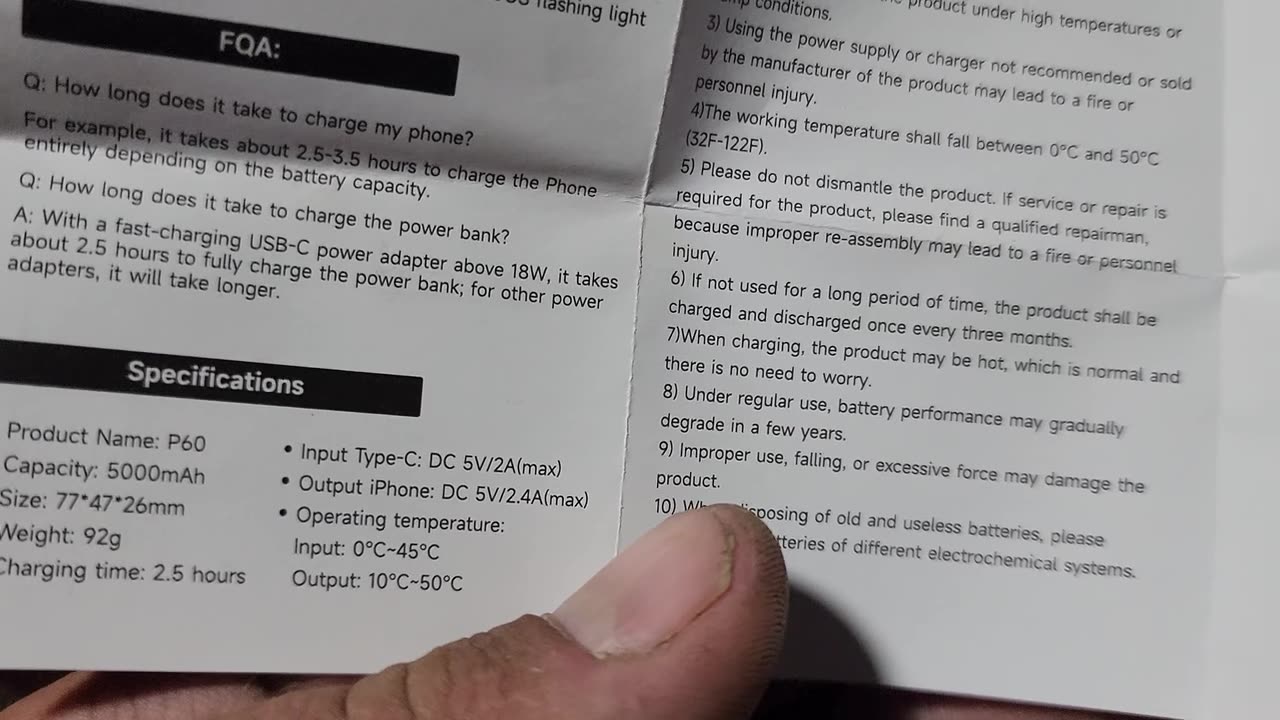 flashing light
FQA:
Q: How long does it take to charge my phone?
For example, it takes about 2.5-3.5 hours to charge the Phone
entirely depending on the battery capacity.
Q: How long does it take to charge the power bank?
A: With a fast-charging USB-C power adapter above 18W, it takes
about 2.5 hours to fully charge the power bank; for other power
adapters, it will take longer.
Specifications
Product Name: P60
Capacity: 5000mAh
Size: 77*47*26mm
Weight: 92g
Charging time: 2.5 hours
• Input Type-C: DC 5V/2A(max)
• Output iPhone: DC 5V/2.4A(max)
• Operating temperature:
Input: 0°C~45°C
Output: 10°C~50°C
product under high temperatures or
conditions.
3) Using the power supply or charger not recommended or sold
by the manufacturer of the product may lead to a fire or
personnel injury.
4)The working temperature shall fall between 0°C and 50°C
(32F-122F).
5) Please do not dismantle the product. If service or repair is
required for the product, please find a qualified repairman,
because improper re-assembly may lead to a fire or personnel
injury.
6) If not used for a long period of time, the product shall be
charged and discharged once every three months.
7)When charging, the product may be hot, which is normal and
there is no need to worry.
8) Under regular use, battery performance may gradually
degrade in a few years.
9) Improper use, falling, or excessive force may damage the
product.
10) disposing of old and useless batteries, please
batteries of different electrochemical systems.